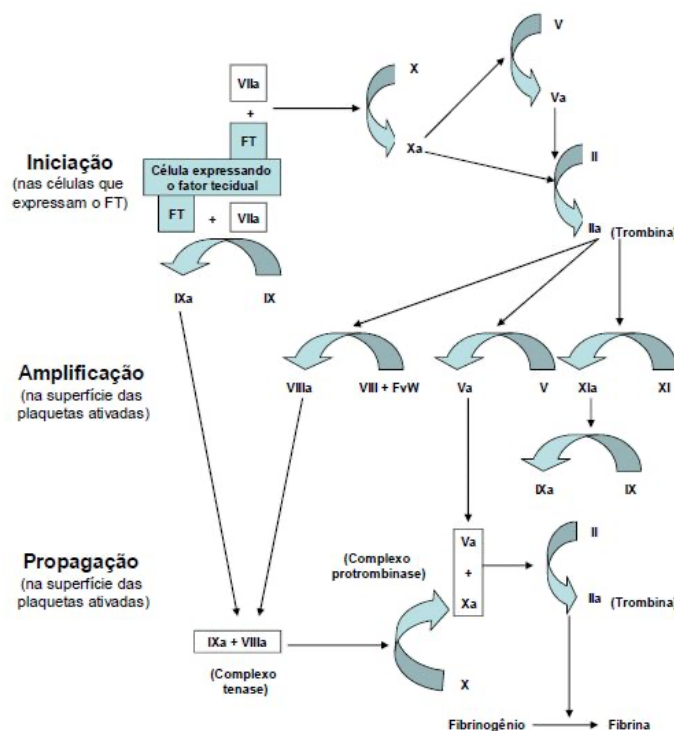 V
VIIa
X
+
Va
FT
Xa
II
Iniciação
(nas células que
expressam o FT)
Célula expressando
o fator tecidual
FT
+
VIIa
IIa (Trombina)
IXa
IX
Amplificação
(na superfície das
plaquetas ativadas)
VIIIa
VIII + FvW
Va
V
XIa
XI
IXa
IX
Propagação
(na superfície das
plaquetas ativadas)
(Complexo
protrombinase)
Va
+
Xa
II
IIa (Trombina)
IXa + VIIIa
(Complexo
tenase)
X
Fibrinogênio
Fibrina